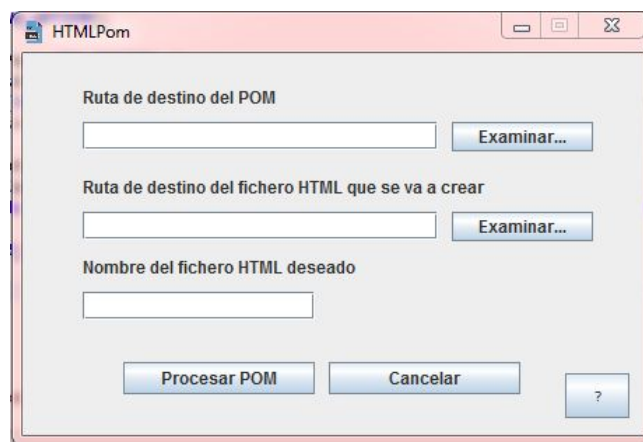 HTMLPom
Ruta de destino del POM
Examinar...
Ruta de destino del fichero HTML que se va a crear
Examinar...
Nombre del fichero HTML deseado
Procesar POM Cancelar
?